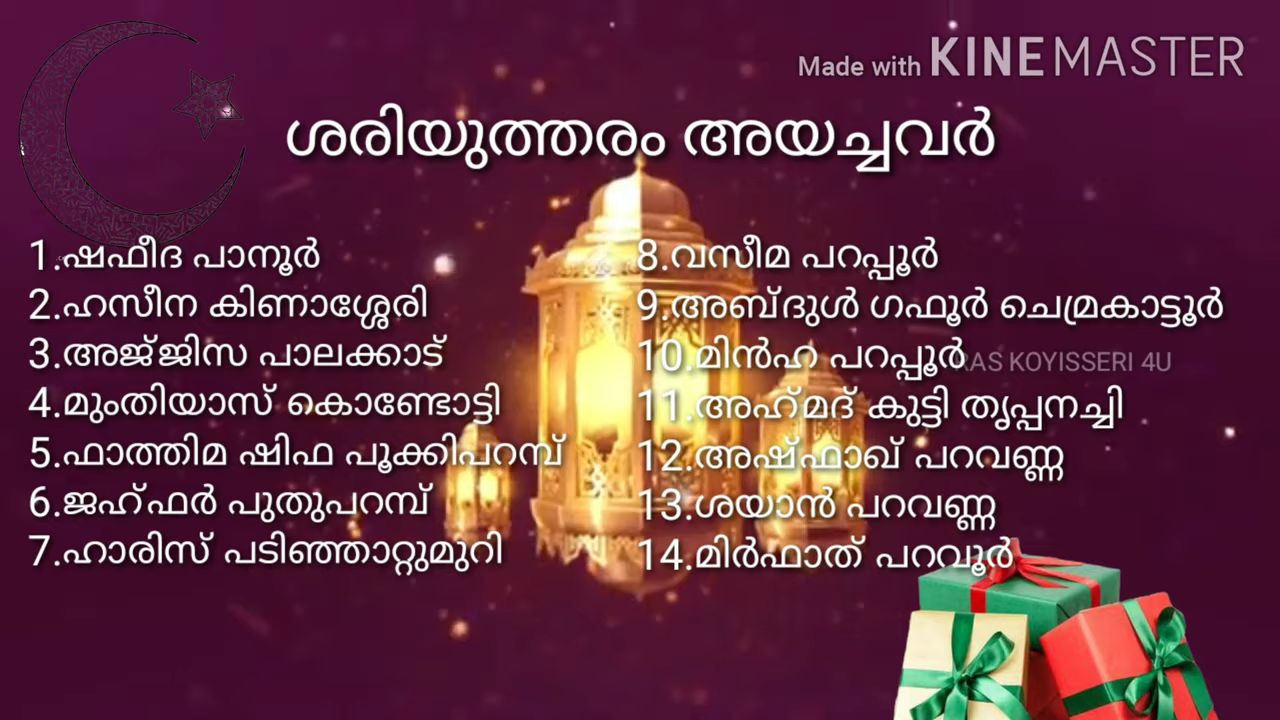 Made with KINEMASTER
ശരിയുത്തരം അയച്ചവർ
1.ഷഫീദ പാനൂർ
2.ഹസീന കിണാശ്ശേരി
3.അജ്ജിസ പാലക്കാട്
4.മുംതിയാസ് കൊണ്ടോട്ടി
5.ഫാത്തിമ ഷിഫ പൂക്കിപറമ്പ്
6.ജഹ്ഫർ പുതുപറമ്പ്
7.ഹാരിസ് പടിഞ്ഞാറ്റുമുറി
8.വസീമ പറപ്പൂർ
9.അബ്ദുൾ ഗഫൂർ ചെമ്രകാട്ടൂർ
10.മിൻഹ പറപ്പൂർ
KOYISSERI 4U
11.അഹ്മദ് കുട്ടി തൃപ്പനച്ചി
12.അഷ്ഫാഖ് പറവണ്ണ
13.ശയാൻ പറവണ്ണ
14.മിർഫാത് പറവൂർ